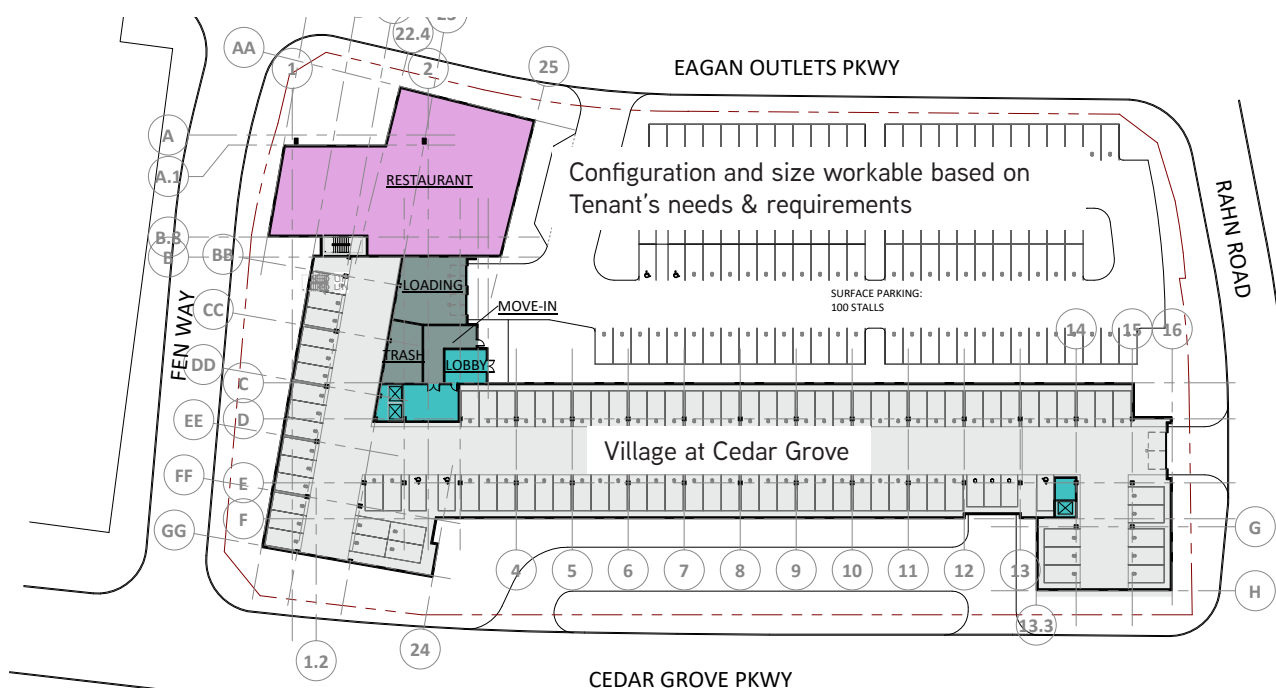 23
22.4
AA
1
2
25
EAGAN OUTLETS PKWY
A
A.1
RESTAURANT
Configuration and size workable based on
Tenant's needs & requirements
RAHN ROAD
B.3
B
BB
LOADING
MOVE-IN
SURFACE PARKING:
100 STALLS
CC
FEN WAY
14
15
16
TRASH
LOBBY
DD
C
EE
D
Village at Cedar Grove
FF
E
GG
F
G
4
5
6
7
8
9
10
11
12
13
H
13.3
24
1.2
CEDAR GROVE PKWY